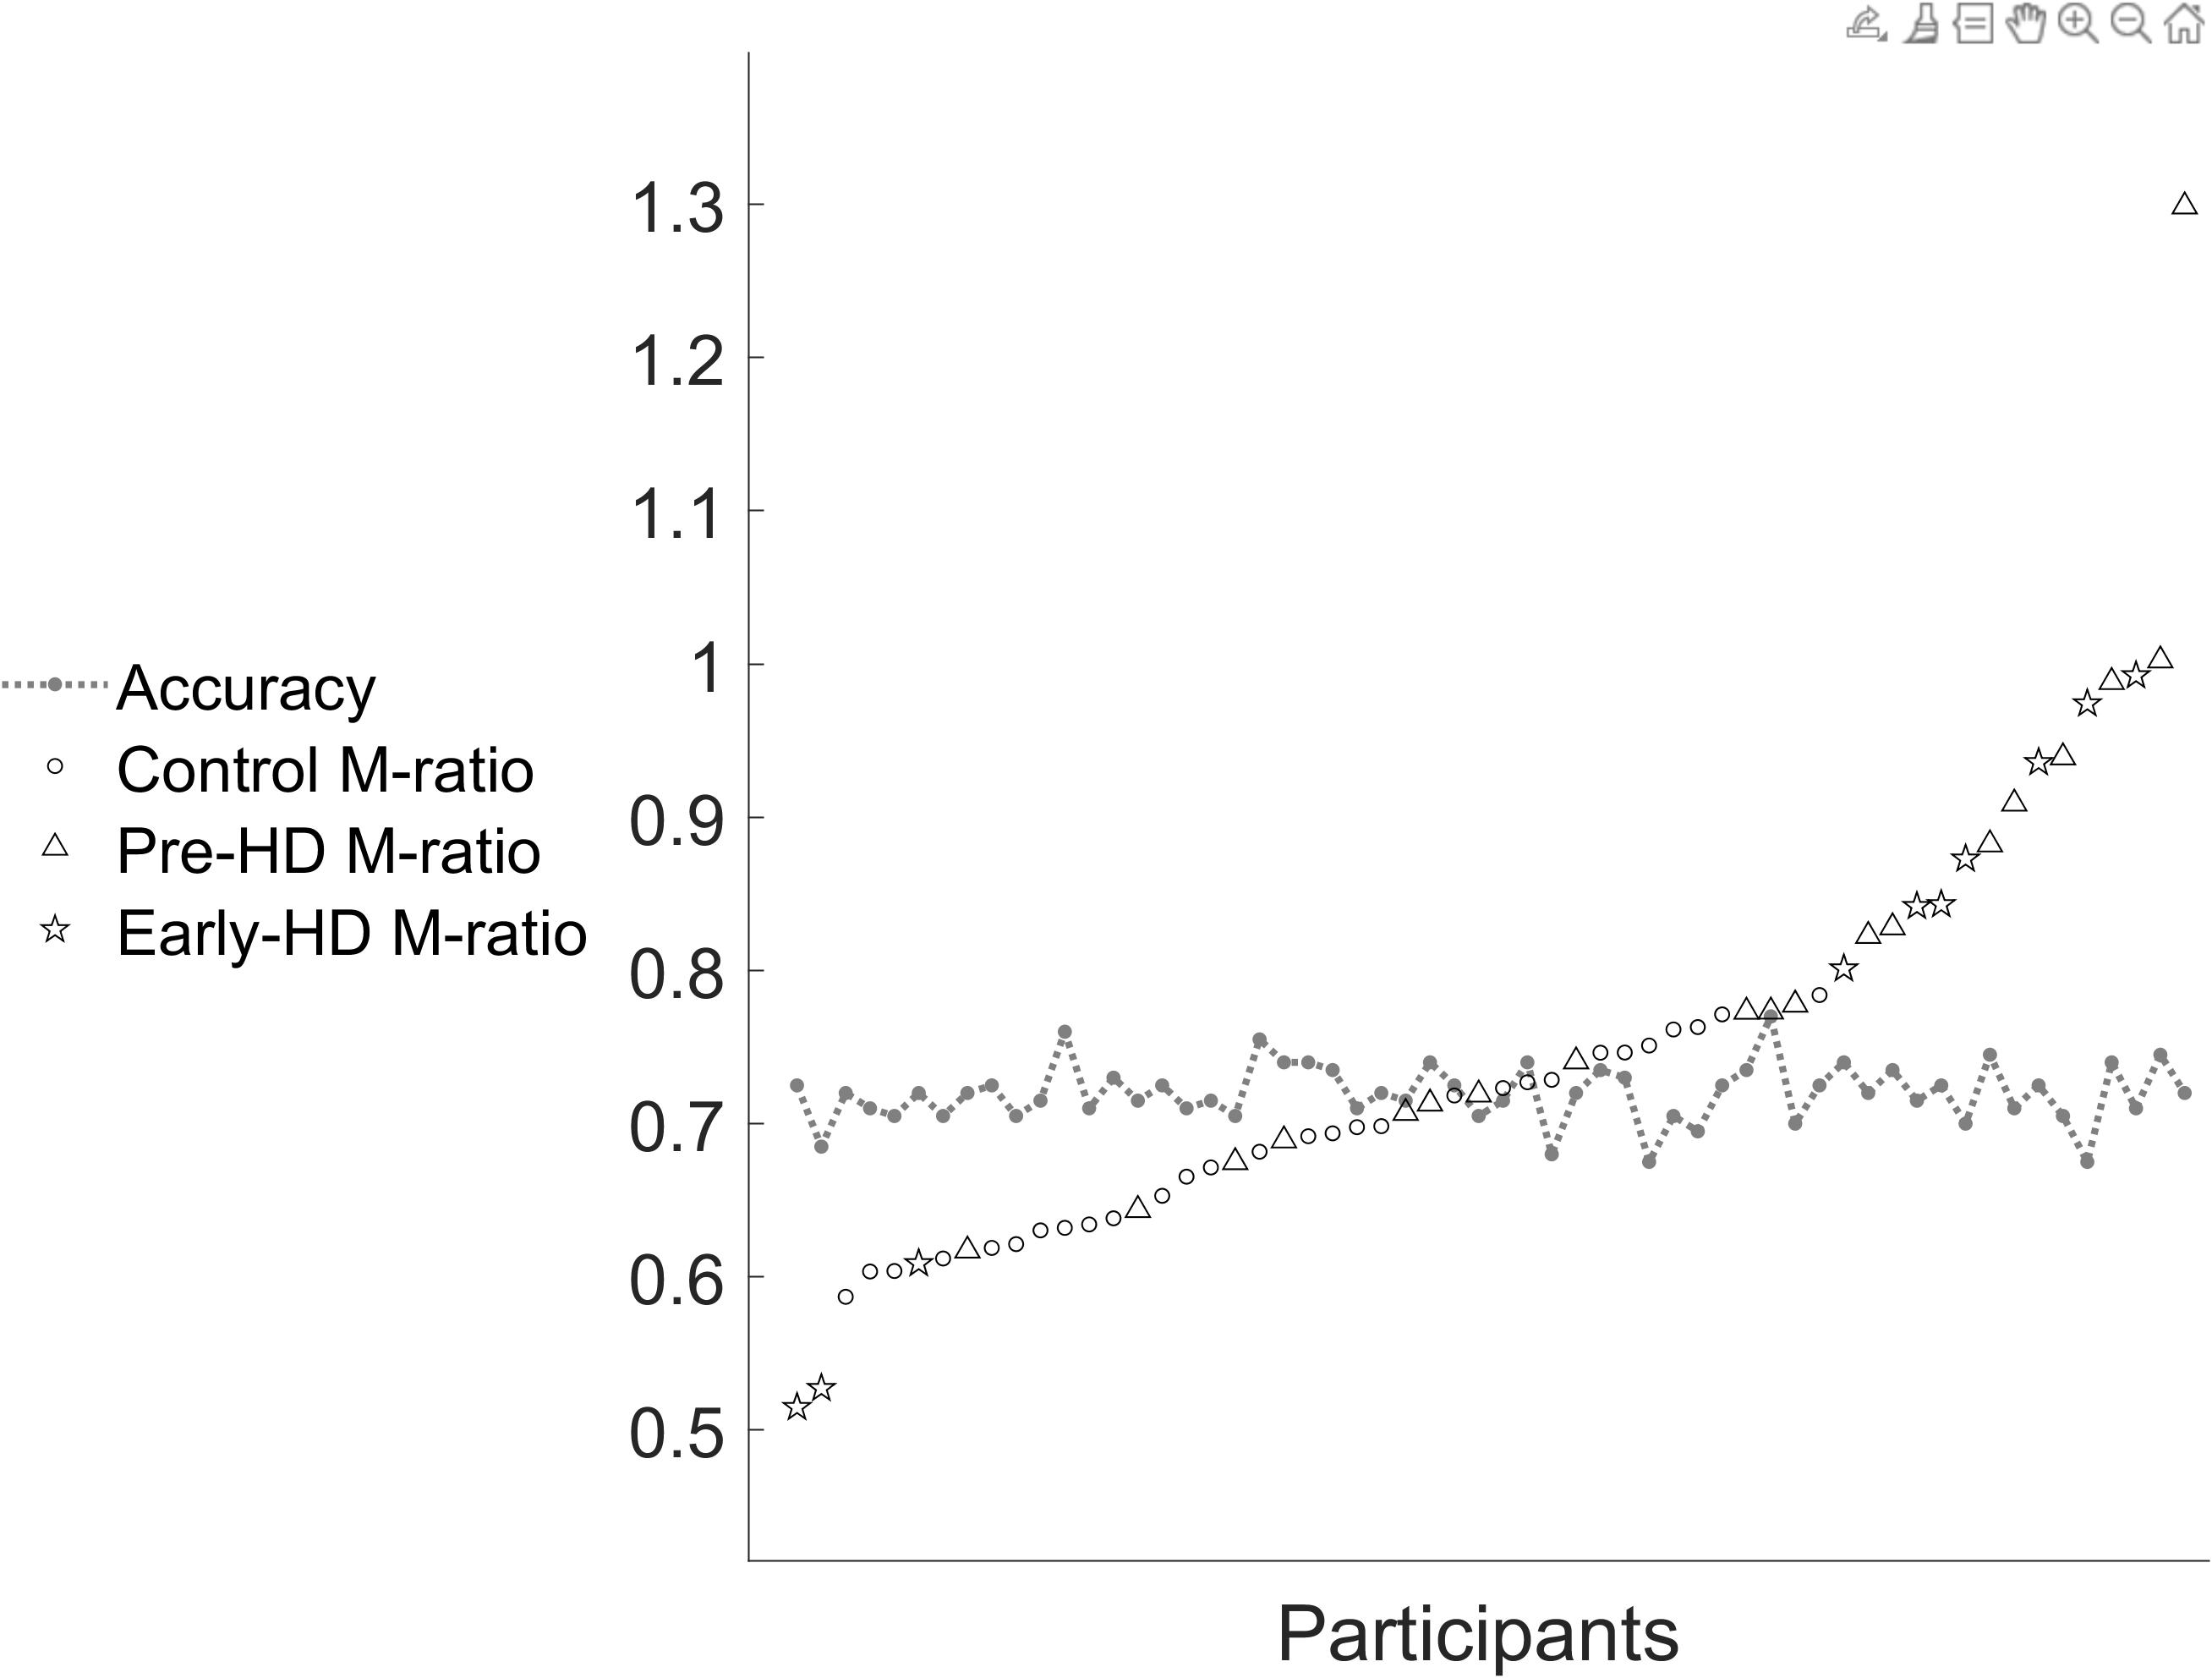 1.3
1.2
1.1
1
0.9
0.8
0.7
0.6
0.5
Accuracy
Control M-ratio
Pre-HD M-ratio
Early-HD M-ratio
Participants